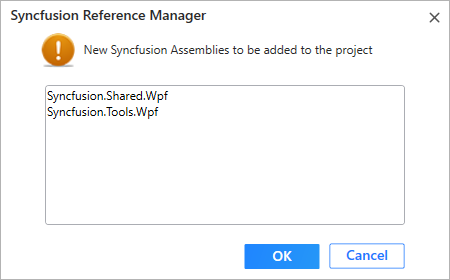 Syncfusion Reference Manager
New Syncfusion Assemblies to be added to the project
Syncfusion.Shared.Wpf
Syncfusion.Tools.Wpf
OK
Cancel